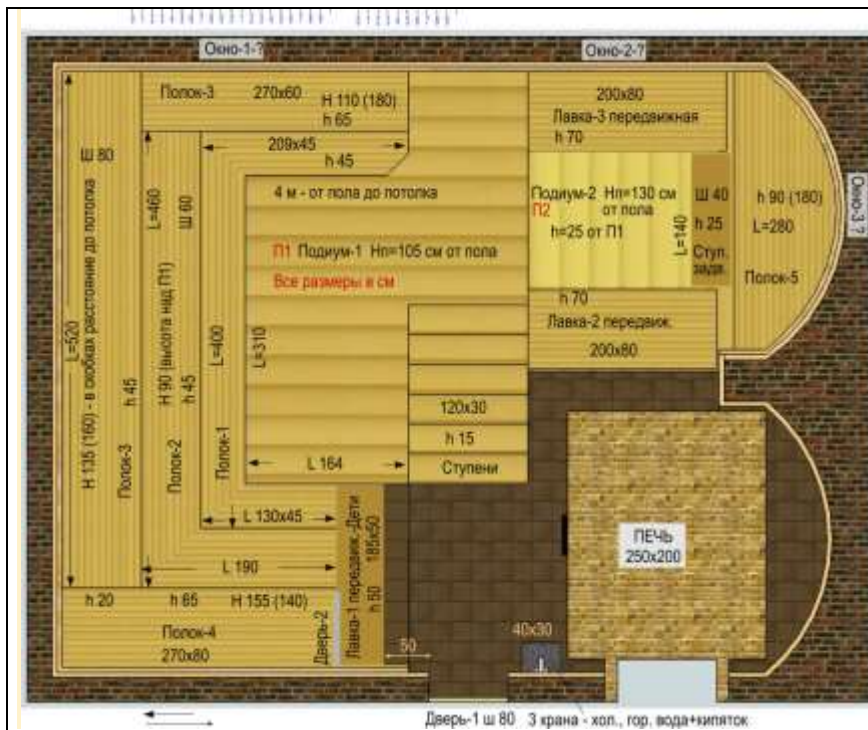 Окно-1-?
Окно-2-?
Полок-3 270x60
Н 110 (180)
h 65
209x45
h 45
200x80
Лавка-3 передвижная
h 70
Ш 80
L=460
Ш 60
4 м - от пола до потолка
П1 Подиум-1 Нп=105 см от пола
Все размеры в см
Подиум-2 Нп=130 см
П2 от пола
h=25 от П1
L=140
Ш 40
h 25
Ступ.
задв.
h 90 (180)
L=280
Полок-5
Окно-3-?
L=520
Н 135 (160) - в скобках расстояние до потолка
h 45
Полок-3
Н 90 (высота над П1)
h 45
Полок-2
L=400
Полок-1
L=310
h 70
Лавка-2 передвиж.
200x80
120x30
h 15
Ступени
L 164
L 130x45
L 190
Лавка-1 передвиж.-Дети
h 50 185x50
ПЕЧЬ
250x200
h 20 h 65 Н 155 (140)
Полок-4
270x80
Дверь-2
50
40x30
Дверь-1 ш 80
3 крана - хол., гор. вода+кипяток